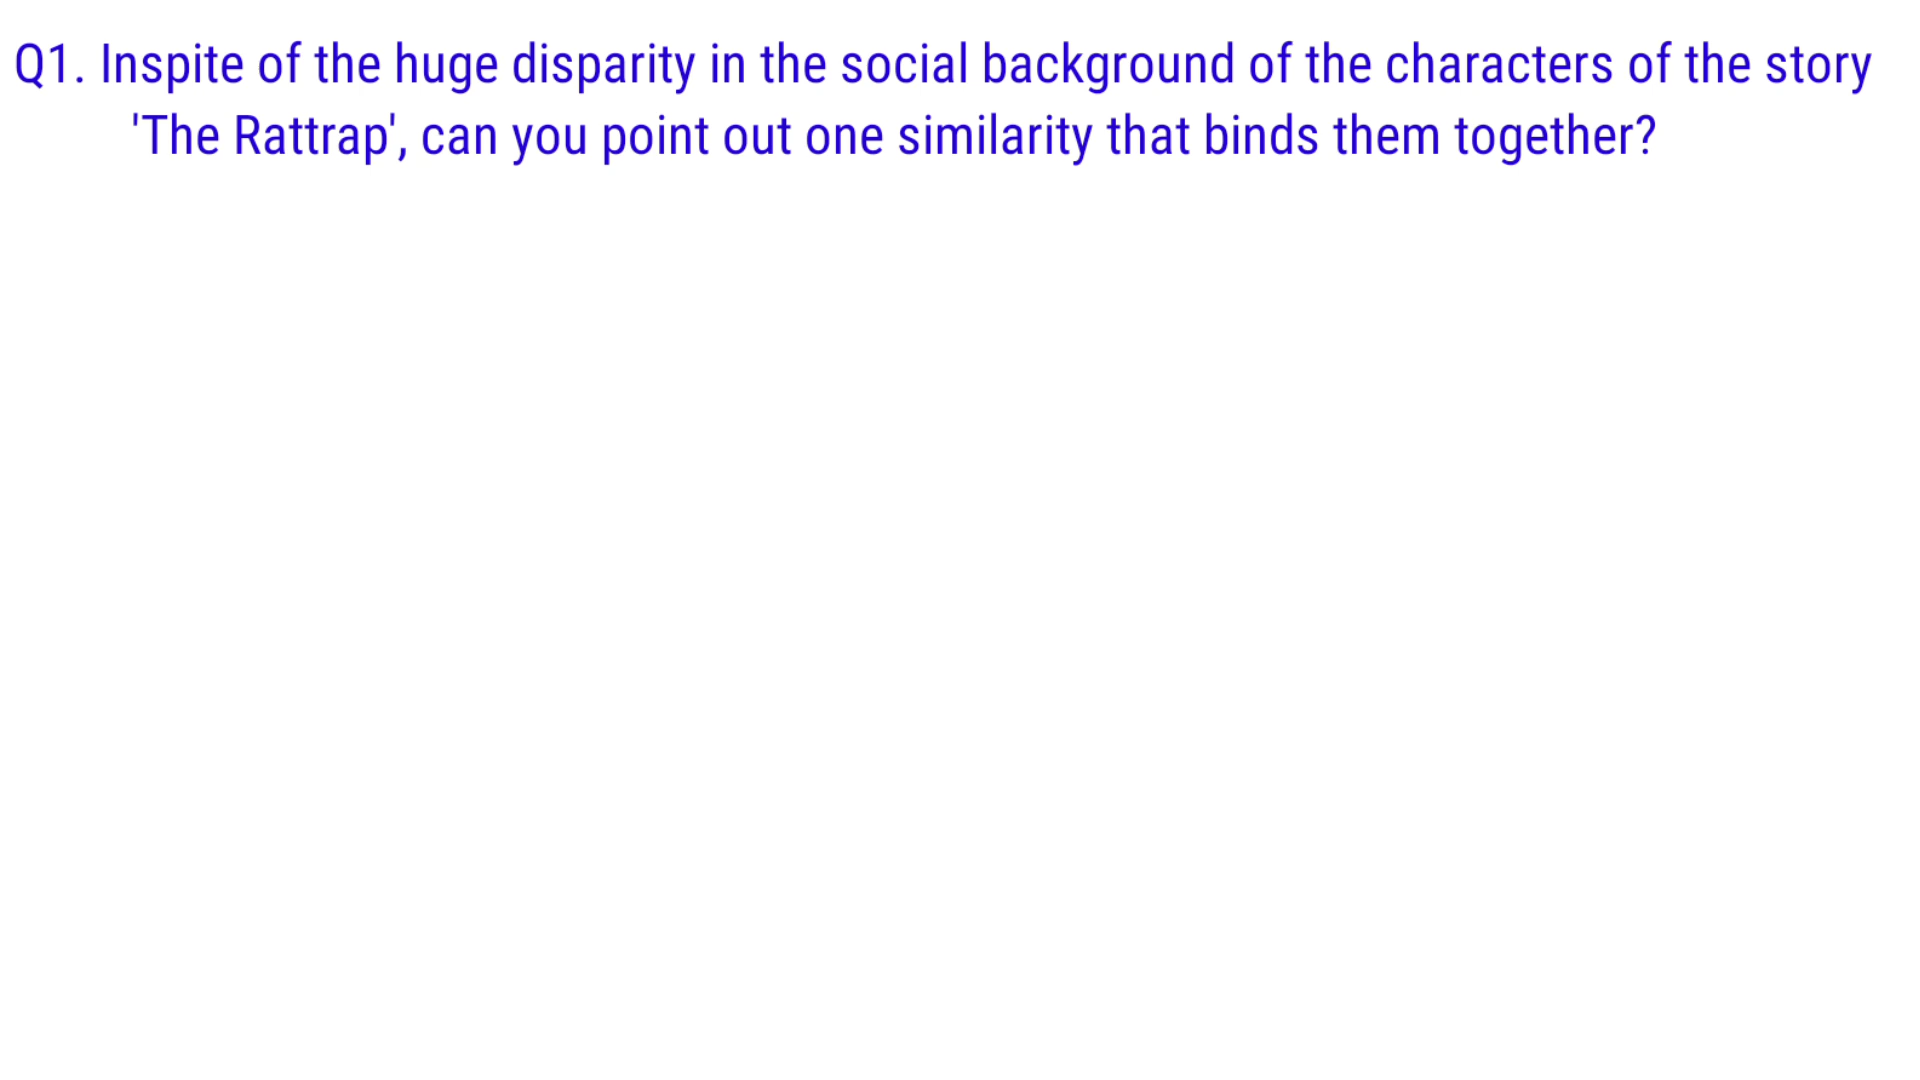 Q1. Inspite of the huge disparity in the social background of the characters of the story
'The Rattrap', can you point out one similarity that binds them together?